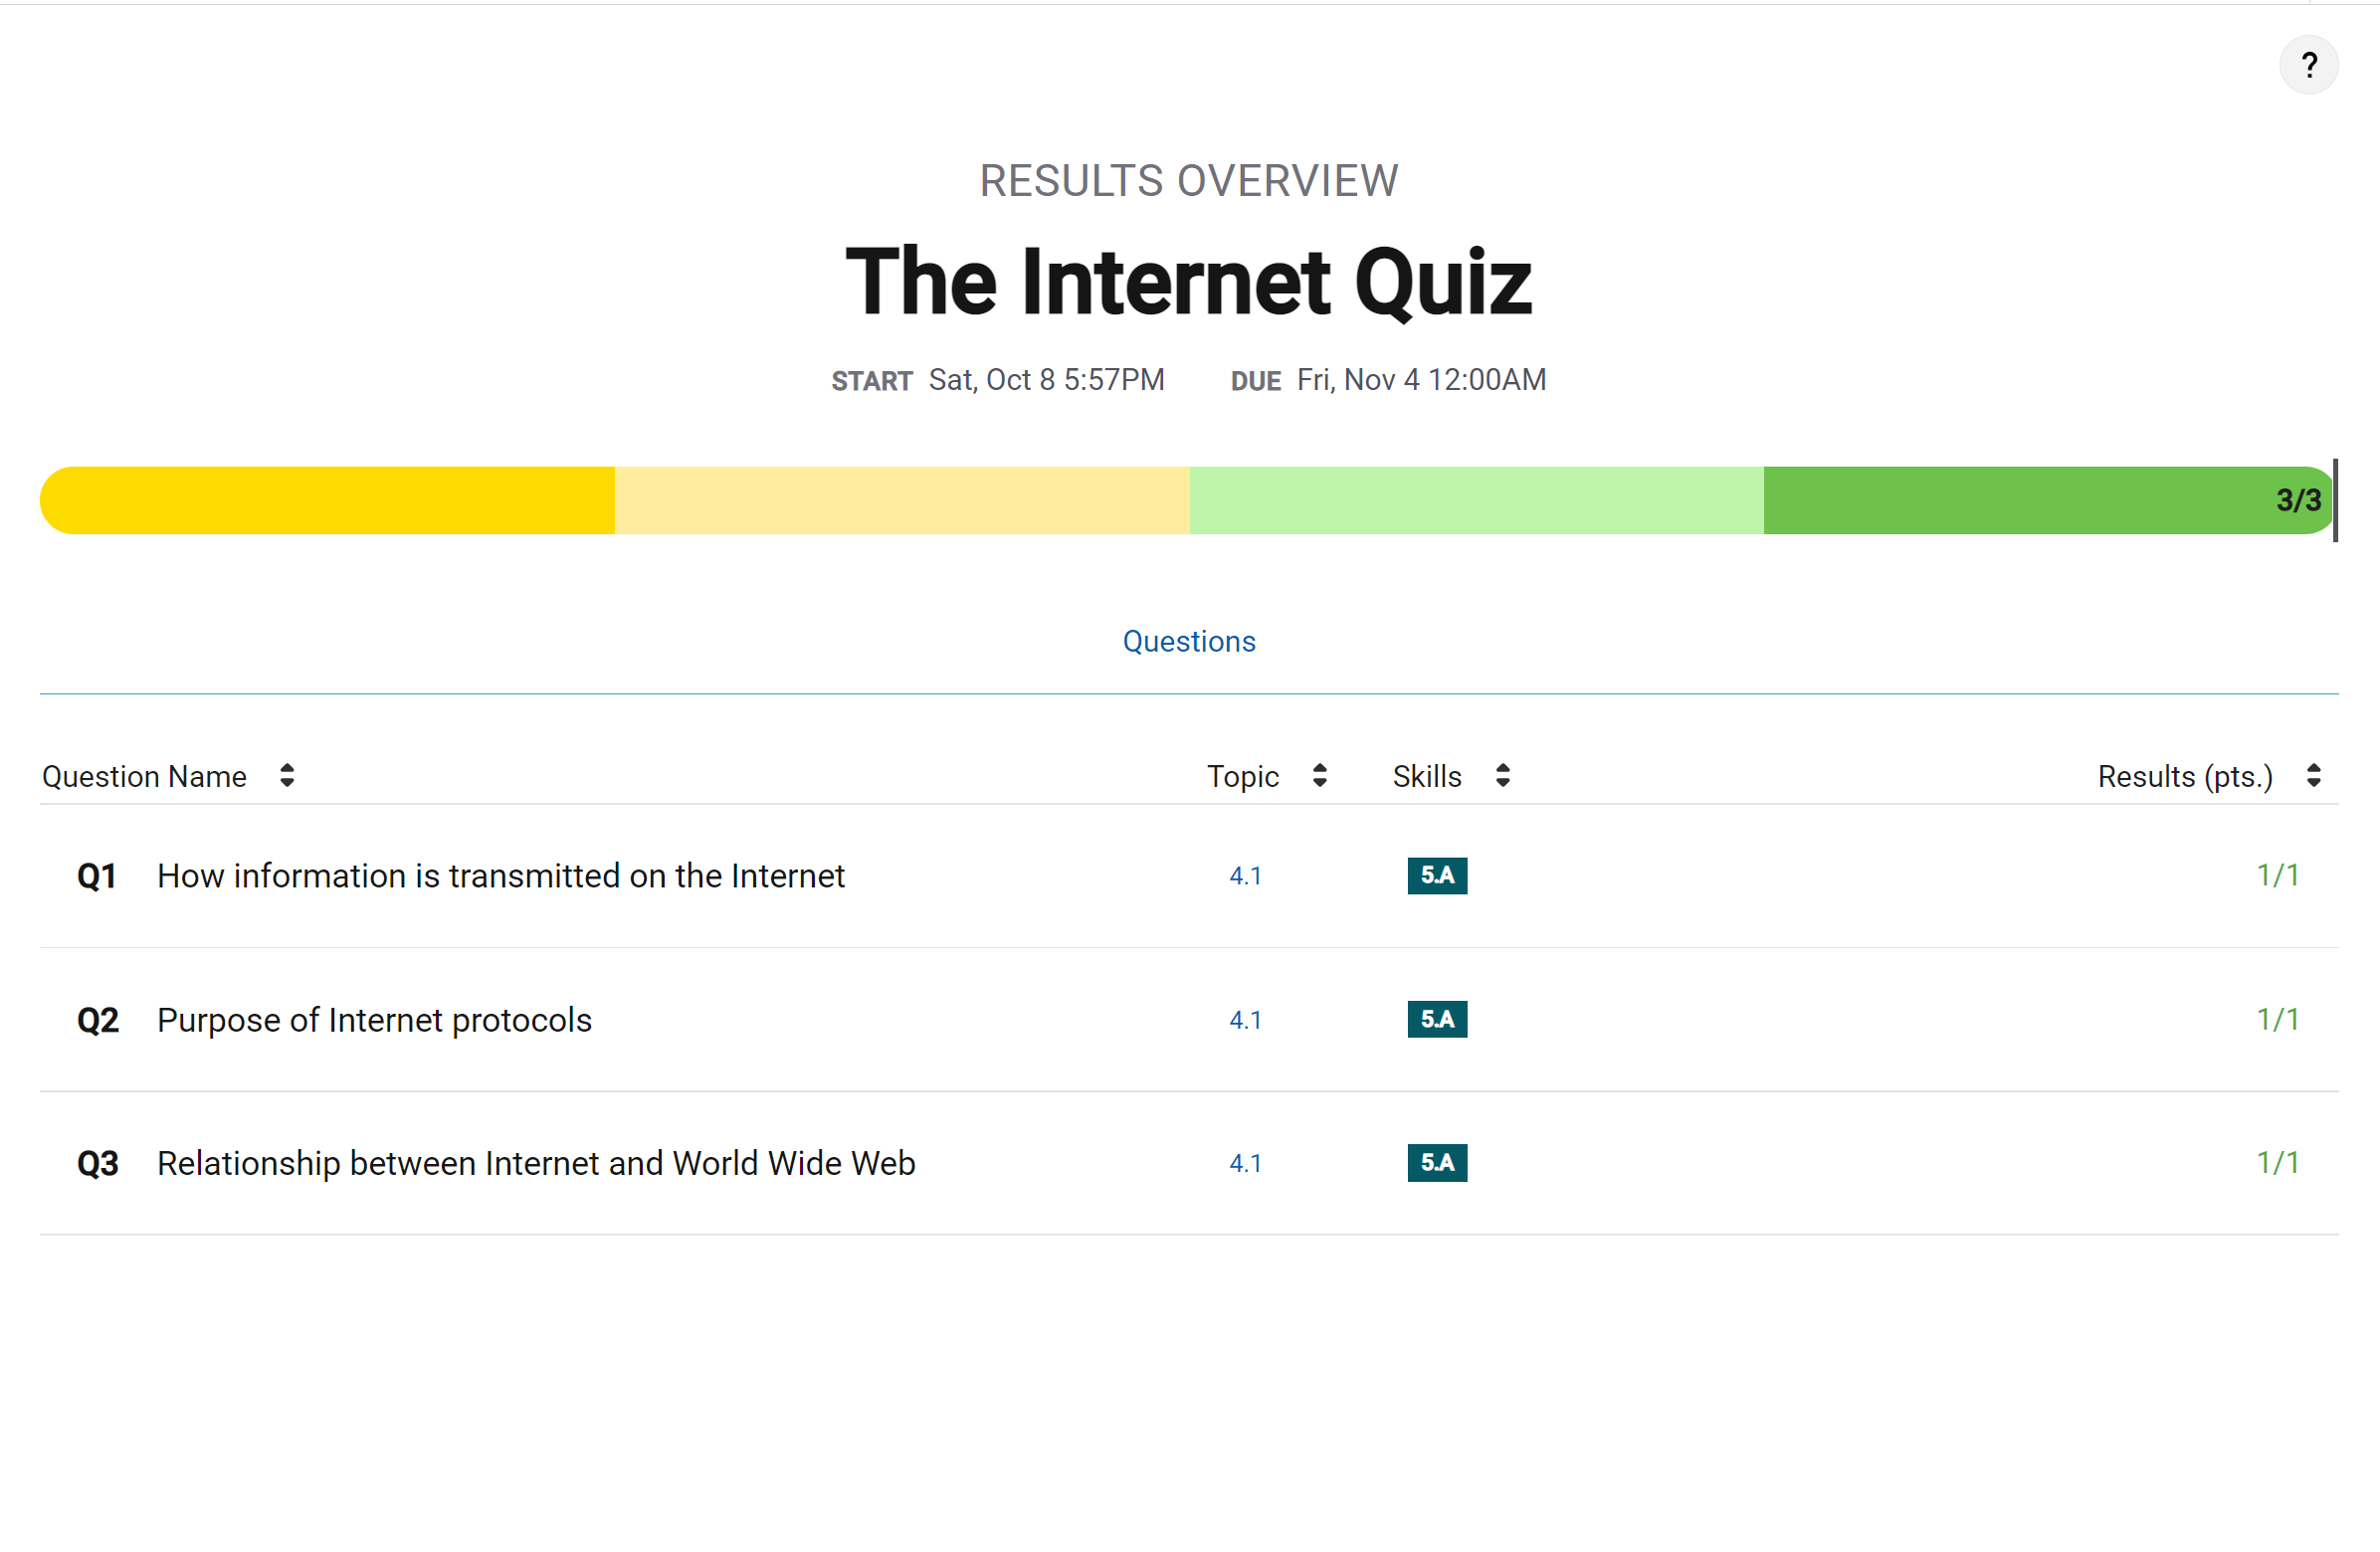 ?
RESULTS OVERVIEW
The Internet Quiz
START Sat, Oct 8 5:57PM DUE Fri, Nov 4 12:00AM
3/3
Questions
Question Name Topic Skills Results (pts.)
Q1 How information is transmitted on the Internet 4.1 5.A 1/1
Q2 Purpose of Internet protocols 4.1 5.A 1/1
Q3 Relationship between Internet and World Wide Web 4.1 5.A 1/1